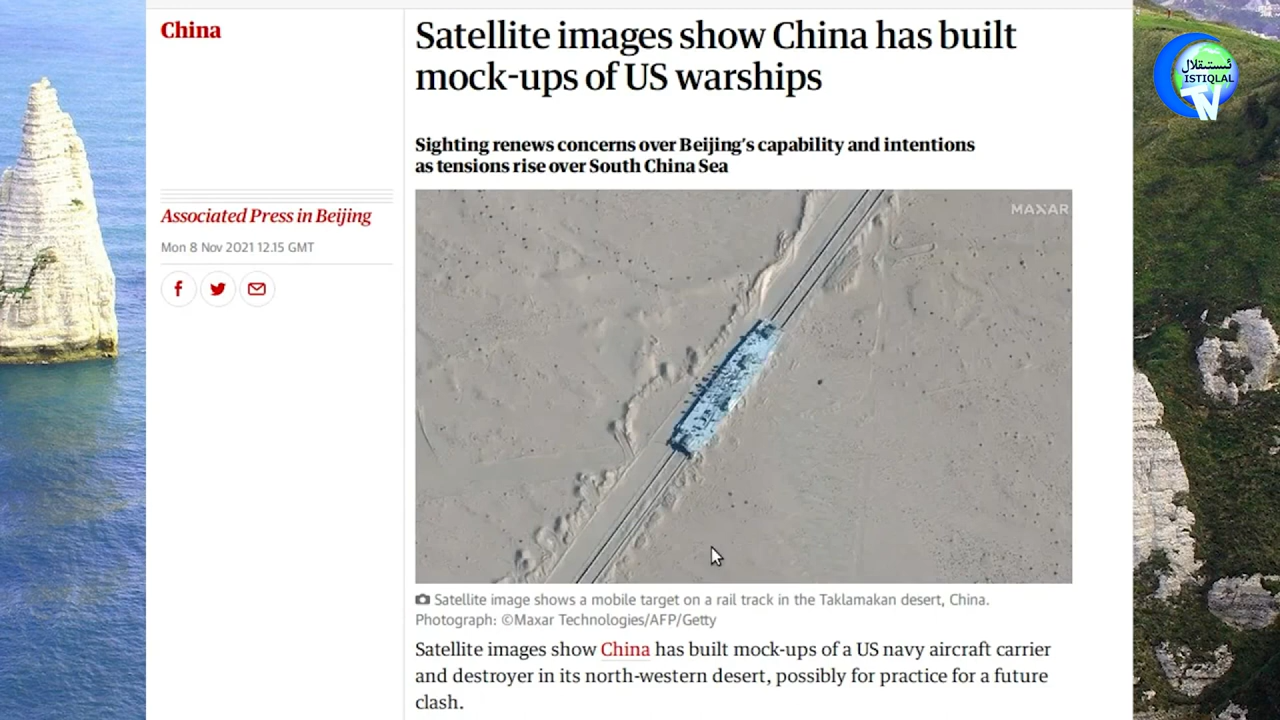 China
Satellite images show China has built
mock-ups of US warships
Sighting renews concerns over Beijing's capability and intentions
as tensions rise over South China Sea
Associated Press in Beijing
Mon 8 Nov 2021 12.15 GMT
MAXAR
Satellite image shows a mobile target on a rail track in the Taklamakan desert, China.
Photograph: ©Maxar Technologies/AFP/Getty
Satellite images show China has built mock-ups of a US navy aircraft carrier
and destroyer in its north-western desert, possibly for practice for a future
clash.
ئىستىقلال
ISTIQLAL
TV